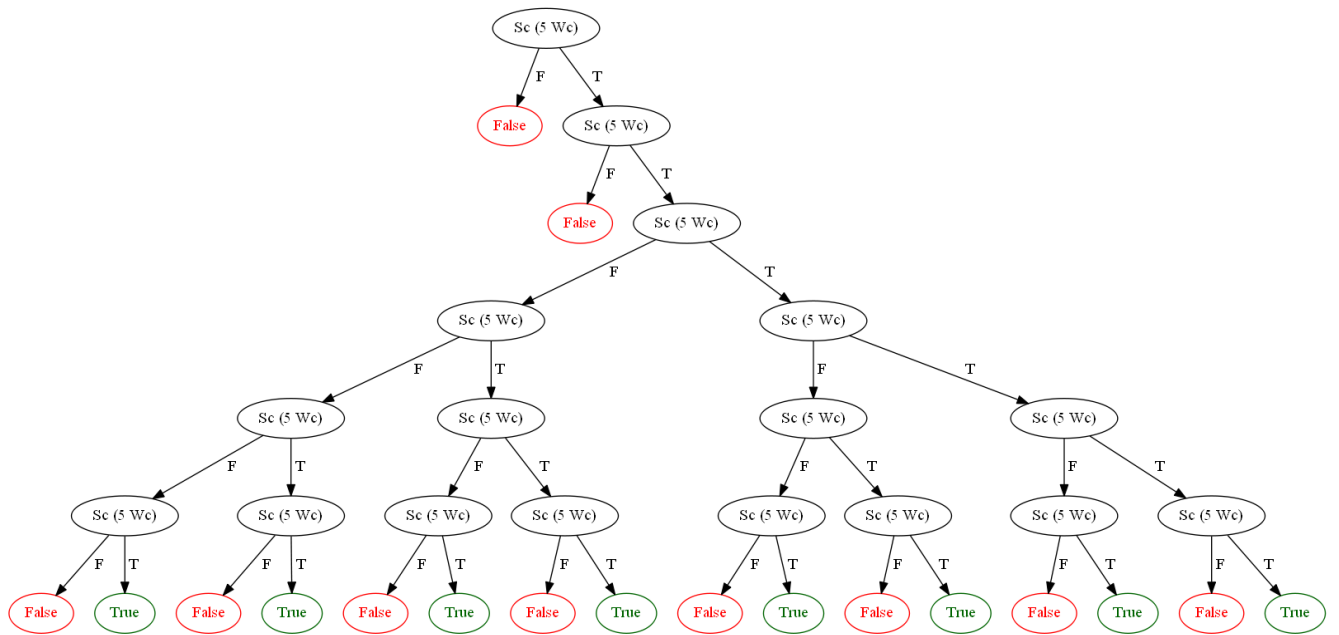 Sc (5 Wc)
F T
False Sc (5 Wc)
F T
False Sc (5 Wc)
F T
Sc (5 Wc) Sc (5 Wc)
F T F T
Sc (5 Wc) Sc (5 Wc) Sc (5 Wc) Sc (5 Wc)
F T F T F T F T
Sc (5 Wc) Sc (5 Wc) Sc (5 Wc) Sc (5 Wc) Sc (5 Wc) Sc (5 Wc) Sc (5 Wc) Sc (5 Wc)
F T F T F T F T F T F T F T F T
False True False True False True False True False True False True False True False True